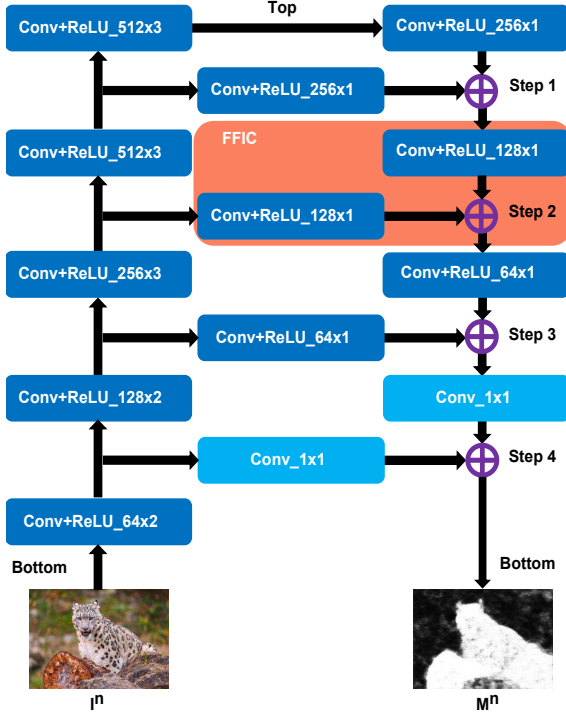 Top
Conv+ReLU_512x3
Conv+ReLU_256x1
Conv+ReLU_256x1
Step 1
FFIC
Conv+ReLU_512x3
Conv+ReLU_128x1
Conv+ReLU_128x1
Step 2
Conv+ReLU_256x3
Conv+ReLU_64x1
Conv+ReLU_64x1
Step 3
Conv+ReLU_128x2
Conv_1x1
Conv_1x1
Step 4
Conv+ReLU_64x2
Bottom
Bottom
Iⁿ
Mⁿ